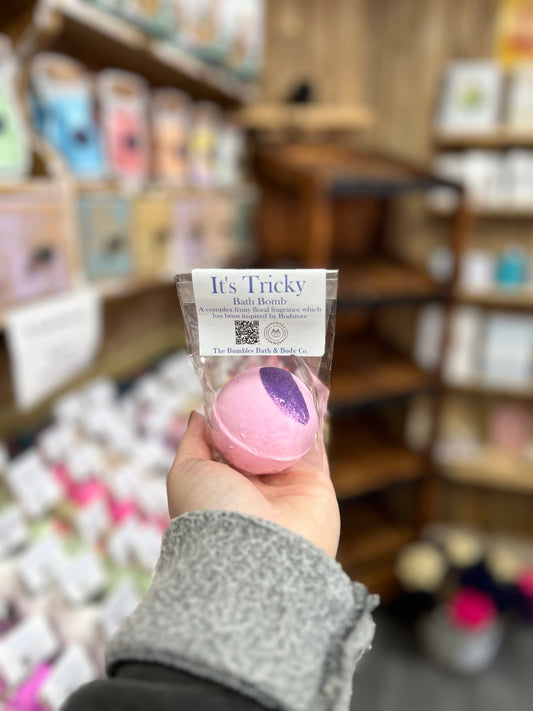 It's Tricky
Bath Bomb
A complex fruity floral fragrance which
has been inspired by Bodstore
The Bumbles Bath & Body Co.